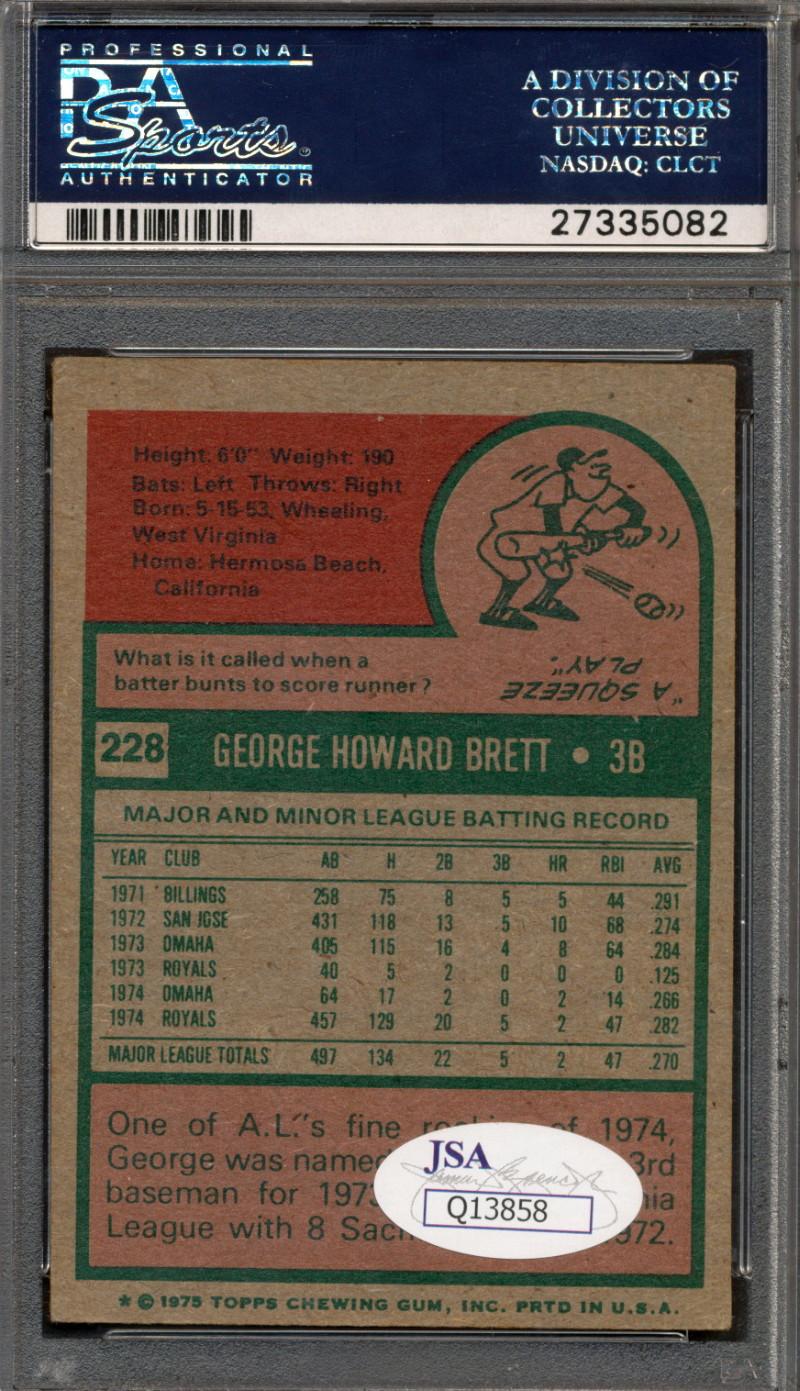 PROFESSIONAL
PSA
Sports
AUTHENTICATOR
A DIVISION OF
COLLECTORS
UNIVERSE
NASDAQ: CLCT
27335082
Height: 6'0" Weight: 190
Bats: Left Throws: Right
Born: 5-15-53, Wheeling,
West Virginia
Home: Hermosa Beach,
California
What is it called when a
batter bunts to score runner?
"A SQUEEZE
PLAY".
228 GEORGE HOWARD BRETT • 3B
MAJOR AND MINOR LEAGUE BATTING RECORD
YEAR CLUB AB H 2B 3B HR RBI AVG
1971 BILLINGS 258 75 8 5 5 44 .291
1972 SAN JOSE 431 118 13 5 10 68 .274
1973 OMAHA 405 115 16 4 8 64 .284
1973 ROYALS 40 5 2 0 0 0 .125
1974 OMAHA 64 17 2 0 2 14 .266
1974 ROYALS 457 129 20 5 2 47 .282
MAJOR LEAGUE TOTALS 497 134 22 5 2 47 .270
One of A.L.'s fine of 1974,
George was named 3rd
baseman for 197
League with 8 972.
JSA
Q13858
* © 1975 TOPPS CHEWING GUM, INC. PRTD IN U.S.A.